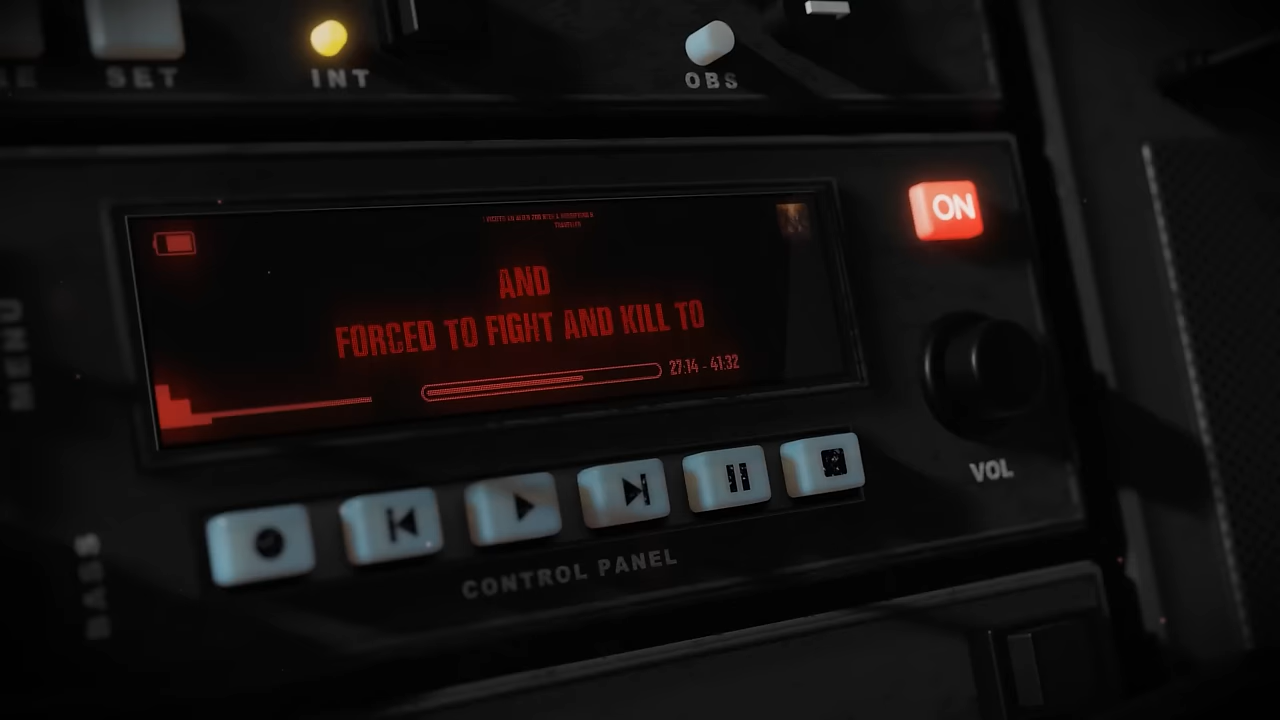 SET
INT
OBS
ON
AND
FORCED TO FIGHT AND KILL TO
27:14 - 41:32
MENU
VOL
CONTROL PANEL
BASS